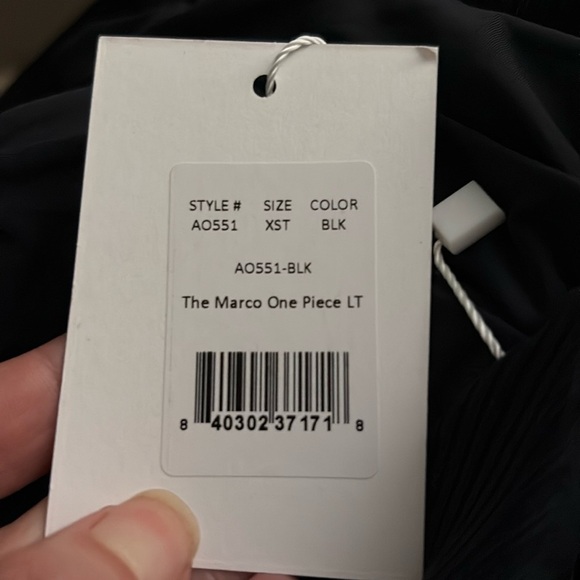 STYLE # SIZE COLOR
AO551 XST BLK
AO551-BLK
The Marco One Piece LT
8 40302 37171 8